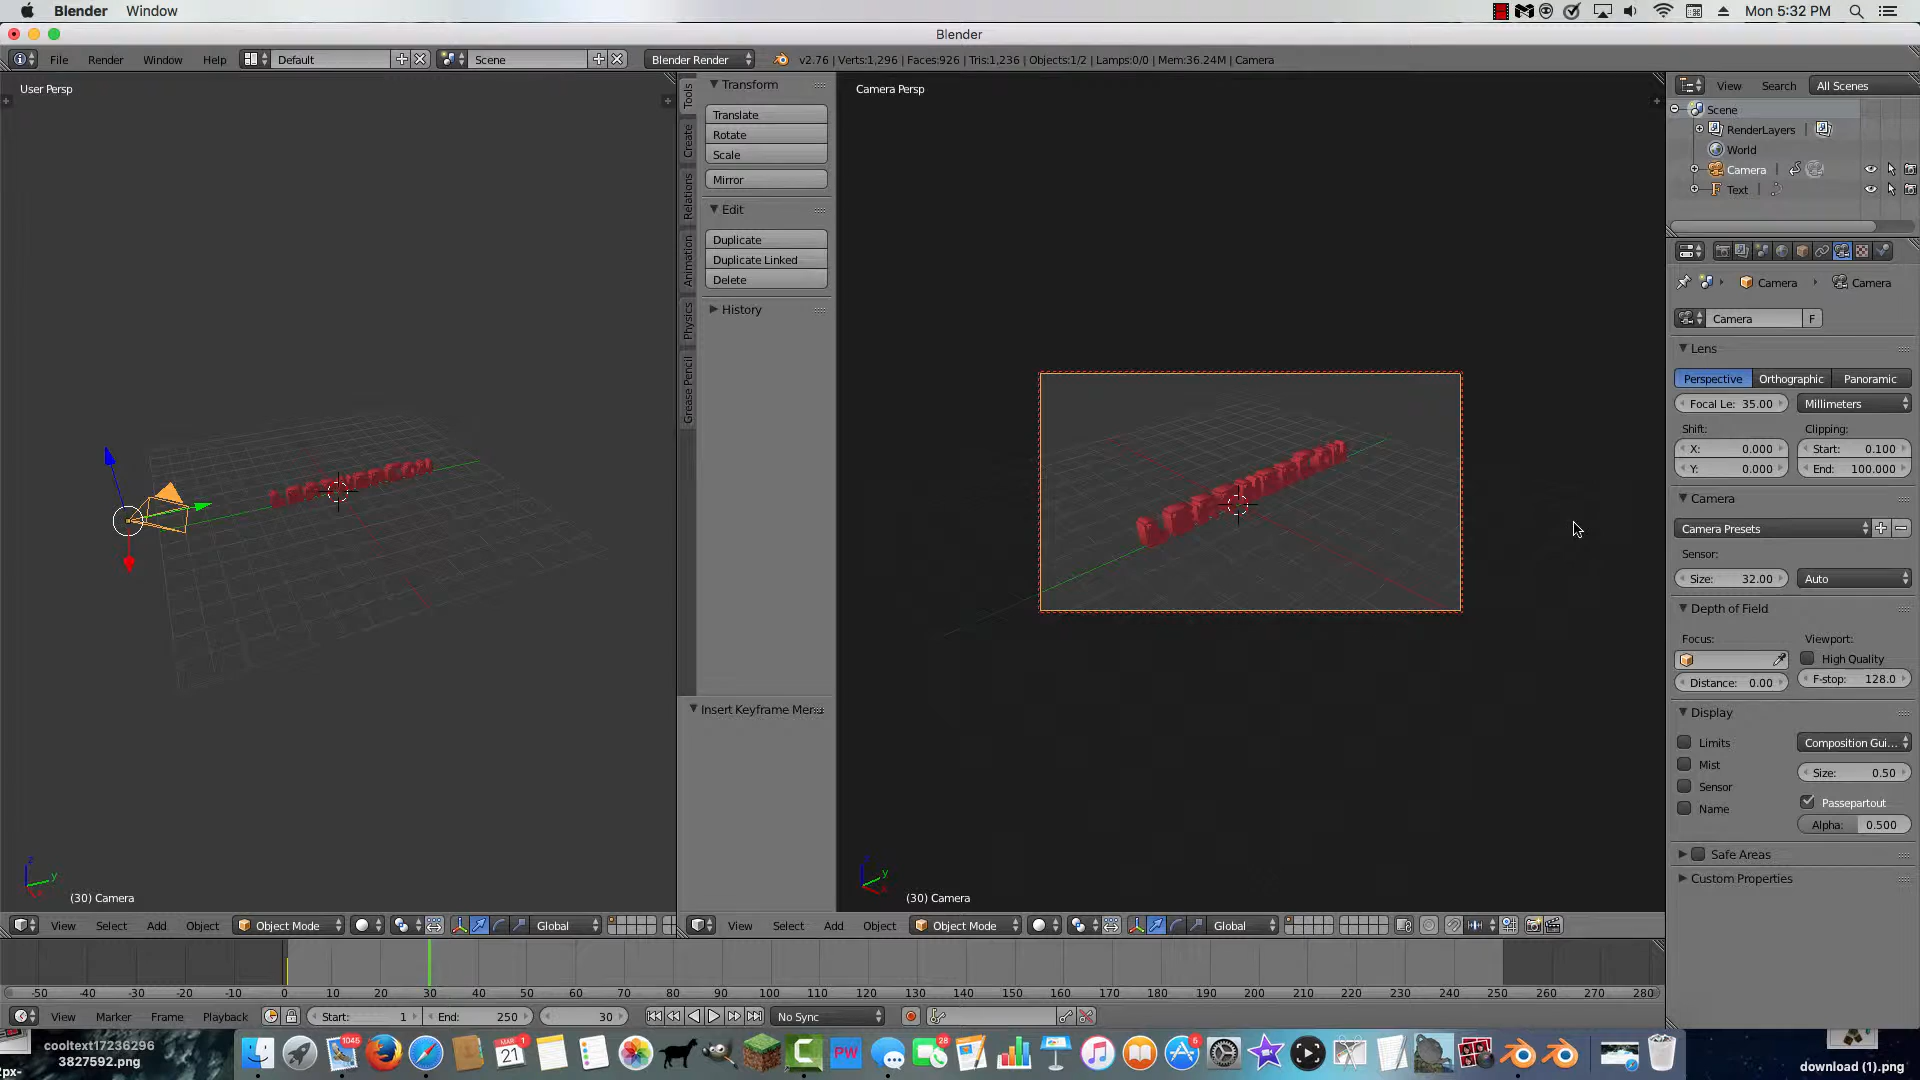 Blender Window Mon 5:32 PM
Blender
File Render Window Help Default Scene Blender Render v2.76 | Verts:1,296 | Faces:926 | Tris:1,236 | Objects:1/2 | Lamps:0/0 | Mem:36.24M | Camera
User Persp
Tools
Create
Relations
Animation
Physics
Grease Pencil
Transform
Translate
Rotate
Scale
Mirror
Edit
Duplicate
Duplicate Linked
Delete
History
Insert Keyframe Mer
Camera Persp
View Search All Scenes
Scene
RenderLayers |
World
Camera |
Text |
Camera Camera
Camera F
Lens
Perspective Orthographic Panoramic
Focal Le: 35.00 Millimeters
Shift: Clipping:
X: 0.000 Start: 0.100
Y: 0.000 End: 100.000
Camera
Camera Presets
Sensor:
Size: 32.00 Auto
Depth of Field
Focus: Viewport:
High Quality
Distance: 0.00 F-stop: 128.0
Display
Limits Composition Gui...
Mist Size: 0.50
Sensor
Name Passepartout
Alpha: 0.500
Safe Areas
Custom Properties
z
y
(30) Camera
z
y
(30) Camera
View Select Add Object Object Mode Global
View Select Add Object Object Mode Global
-50 -40 -30 -20 -10 0 10 20 30 40 50 60 70 80 90 100 110 120 130 140 150 160 170 180 190 200 210 220 230 240 250 260 270 280
View Marker Frame Playback Start: 1 End: 250 30 No Sync
cooltext17236296
3827592.png
2px-
1046
MAR
21
1
PW
28
6
download (1).png